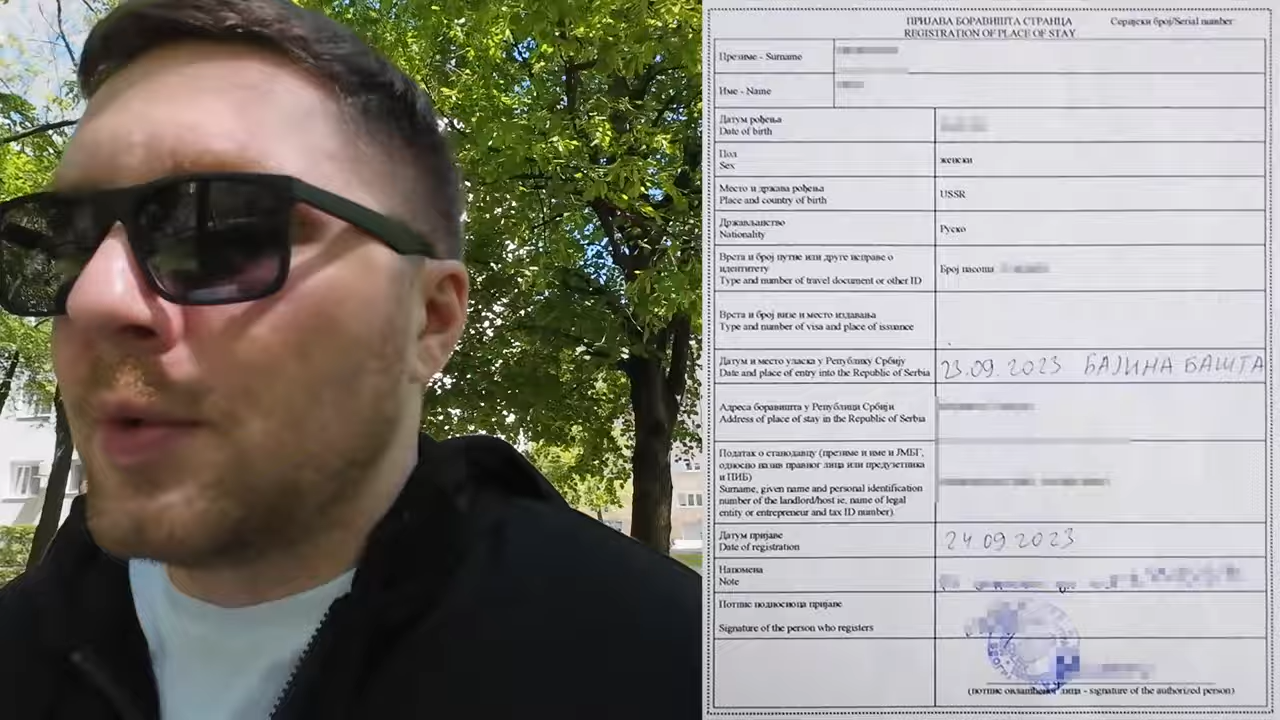 ПРИЈАВА БОРАВИШТА СТРАНЦА
Серијски број/Serial number
REGISTRATION OF PLACE OF STAY
Презиме - Surname
Име - Name
Датум рођења
Date of birth
Пол
Sex
женски
Место и држава рођења
Place and country of birth
USSR
Држављанство
Nationality
Руско
Врста и број путне или друге исправе о
идентитету
Type and number of travel document or other ID
Број пасоша
Врста и број визе и место издавања
Type and number of visa and place of issuance
Датум и место уласка у Републику Србију
Date and place of entry into the Republic of Serbia
23.09.2023 БАЈИНА БАШТА
Адреса боравишта у Републици Србији
Address of place of stay in the Republic of Serbia
Податак о станодавцу (презиме и име и ЈМБГ,
односно назив правног лица или предузетника
и ПИБ)
Surname, given name and personal identification
number of the landlord/host ie, name of legal
entity or entrepreneur and tax ID number)
Датум пријаве
Date of registration
24.09.2023
Напомена
Note
Потпис подносиоца пријаве
Signature of the person who registers
(потпис овлашћеног лица - signature of the authorized person)